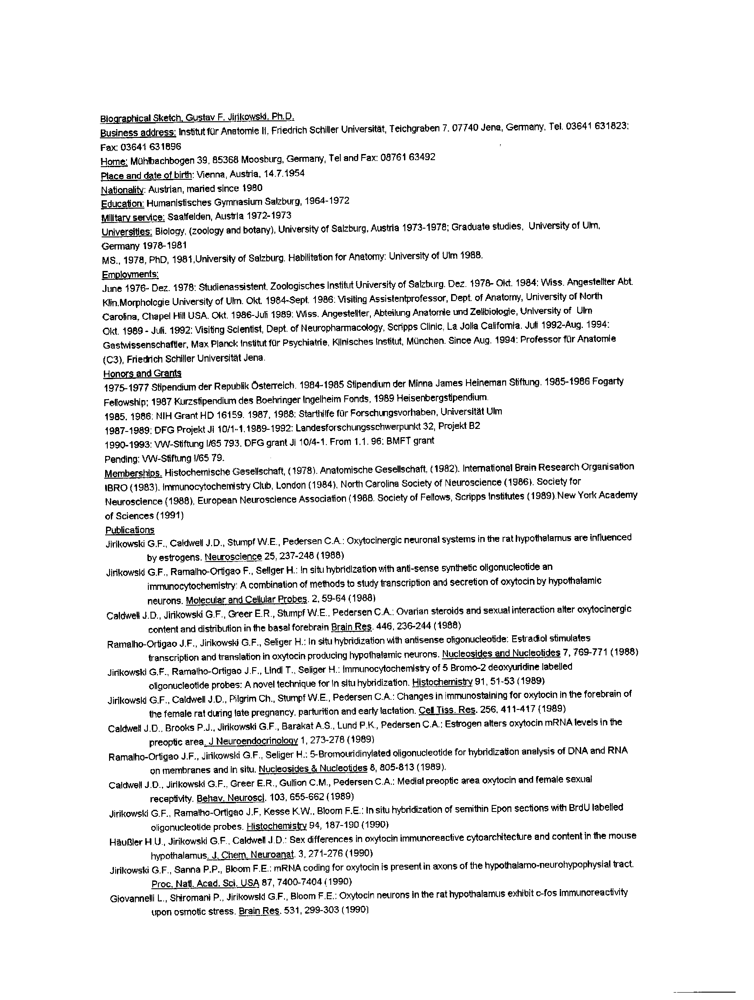 Biographical Sketch, Gustav F. Jirikowski, Ph.D.
Business address: Institut für Anatomie II, Friedrich Schiller Universität, Teichgraben 7, 07740 Jena, Germany. Tel. 03641 631823;
Fax: 03641 631896
Home: Mühlbachbogen 39, 85368 Moosburg, Germany, Tel and Fax: 08761 63492
Place and date of birth: Vienna, Austria, 14.7.1954
Nationality: Austrian, maried since 1980
Education: Humanistisches Gymnasium Salzburg, 1964-1972
Military service: Saalfelden, Austria 1972-1973
Universities: Biology, (zoology and botany), University of Salzburg, Austria 1973-1978; Graduate studies, University of Ulm,
Germany 1978-1981
MS., 1978, PhD, 1981,University of Salzburg. Habilitation for Anatomy: University of Ulm 1988.
Employments:
June 1976- Dez. 1978: Studienassistent. Zoologisches Institut University of Salzburg. Dez. 1978- Okt. 1984: Wiss. Angestellter Abt.
Klin.Morphologie University of Ulm. Okt. 1984-Sept. 1986: Visiting Assistentprofessor, Dept. of Anatomy, University of North
Carolina, Chapel Hill USA. Okt. 1986-Juli 1989: Wiss. Angestellter, Abteilung Anatomie und Zellbiologie, University of Ulm
Okt. 1989 - Juli. 1992: Visiting Scientist, Dept. of Neuropharmacology, Scripps Clinic, La Jolla California. Juli 1992-Aug. 1994:
Gastwissenschaftler, Max Planck Institut für Psychiatrie, Klinisches Institut, München. Since Aug. 1994: Professor für Anatomie
(C3), Friedrich Schiller Universität Jena.
Honors and Grants
1975-1977 Stipendium der Republik Österreich. 1984-1985 Stipendium der Minna James Heineman Stiftung. 1985-1986 Fogarty
Fellowship; 1987 Kurzstipendium des Boehringer Ingelheim Fonds, 1989 Heisenbergstipendium.
1985, 1986: NIH Grant HD 16159. 1987, 1988: Starthilfe für Forschungsvorhaben, Universität Ulm
1987-1989: DFG Projekt Ji 10/1-1.1989-1992: Landesforschungsschwerpunkt 32, Projekt B2
1990-1993: VW-Stiftung I/65 793, DFG grant Ji 10/4-1. From 1.1. 96: BMFT grant
Pending: VW-Stiftung I/65 79.
Memberships. Histochemische Gesellschaft, (1978). Anatomische Gesellschaft, (1982). International Brain Research Organisation
IBRO (1983), Immunocytochemistry Club, London (1984), North Carolina Society of Neuroscience (1986), Society for
Neuroscience (1988), European Neuroscience Association (1988. Society of Fellows, Scripps Institutes (1989).New York Academy
of Sciences (1991)
Publications
Jirikowski G.F., Caldwell J.D., Stumpf W.E., Pedersen C.A.: Oxytocinergic neuronal systems in the rat hypothalamus are influenced
by estrogens. Neuroscience 25, 237-248 (1988)
Jirikowski G.F., Ramalho-Ortigao F., Seliger H.: In situ hybridization with anti-sense synthetic oligonucleotide an
immunocytochemistry: A combination of methods to study transcription and secretion of oxytocin by hypothalamic
neurons. Molecular and Cellular Probes. 2, 59-64 (1988)
Caldwell J.D., Jirikowski G.F., Greer E.R., Stumpf W.E., Pedersen C.A.: Ovarian steroids and sexual interaction alter oxytocinergic
content and distribution in the basal forebrain Brain Res. 446, 236-244 (1988)
Ramalho-Ortigao J.F., Jirikowski G.F., Seliger H.: In situ hybridization with antisense oligonucleotide: Estradiol stimulates
transcription and translation in oxytocin producing hypothalamic neurons. Nucleosides and Nucleotides 7, 769-771 (1988)
Jirikowski G.F., Ramalho-Ortigao J.F., Lindl T., Seliger H.: Immunocytochemistry of 5 Bromo-2 deoxyuridine labelled
oligonucleotide probes: A novel technique for in situ hybridization. Histochemistry 91, 51-53 (1989)
Jirikowski G.F., Caldwell J.D., Pilgrim Ch., Stumpf W.E., Pedersen C.A.: Changes in immunostaining for oxytocin in the forebrain of
the female rat during late pregnancy, parturition and early lactation. Cell Tiss. Res. 256, 411-417 (1989)
Caldwell J.D., Brooks P.J., Jirikowski G.F., Barakat A.S., Lund P.K., Pedersen C.A.: Estrogen alters oxytocin mRNA levels in the
preoptic area. J Neuroendocrinology 1, 273-278 (1989)
Ramalho-Ortigao J.F., Jirikowski G.F., Seliger H.: 5-Bromouridinylated oligonucleotide for hybridization analysis of DNA and RNA
on membranes and in situ. Nucleosides & Nucleotides 8, 805-813 (1989).
Caldwell J.D., Jirikowski G.F., Greer E.R., Gullion C.M., Pedersen C.A.: Medial preoptic area oxytocin and female sexual
receptivity. Behav. Neurosci. 103, 655-662 (1989)
Jirikowski G.F., Ramalho-Ortigao J.F, Kesse K.W., Bloom F.E.: In situ hybridization of semithin Epon sections with BrdU labelled
oligonucleotide probes. Histochemistry 94, 187-190 (1990)
Häußler H.U., Jirikowski G.F., Caldwell J.D.: Sex differences in oxytocin immunoreactive cytoarchitecture and content in the mouse
hypothalamus. J. Chem. Neuroanat. 3, 271-276 (1990)
Jirikowski G.F., Sanna P.P., Bloom F.E.: mRNA coding for oxytocin is present in axons of the hypothalamo-neurohypophysial tract.
Proc. Natl. Acad. Sci. USA 87, 7400-7404 (1990)
Giovannelli L., Shiromani P., Jirikowski G.F., Bloom F.E.: Oxytocin neurons in the rat hypothalamus exhibit c-fos immunoreactivity
upon osmotic stress. Brain Res. 531, 299-303 (1990)